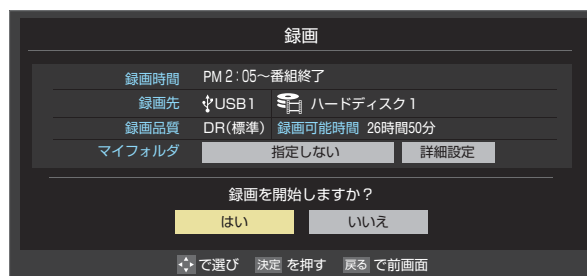 録画
録画時間 PM 2:05~番組終了
録画先 USB1 ハードディスク1
録画品質 DR(標準) 録画可能時間 26時間50分
マイフォルダ 指定しない 詳細設定
録画を開始しますか?
はい いいえ
で選び 決定 を押す 戻る で前画面